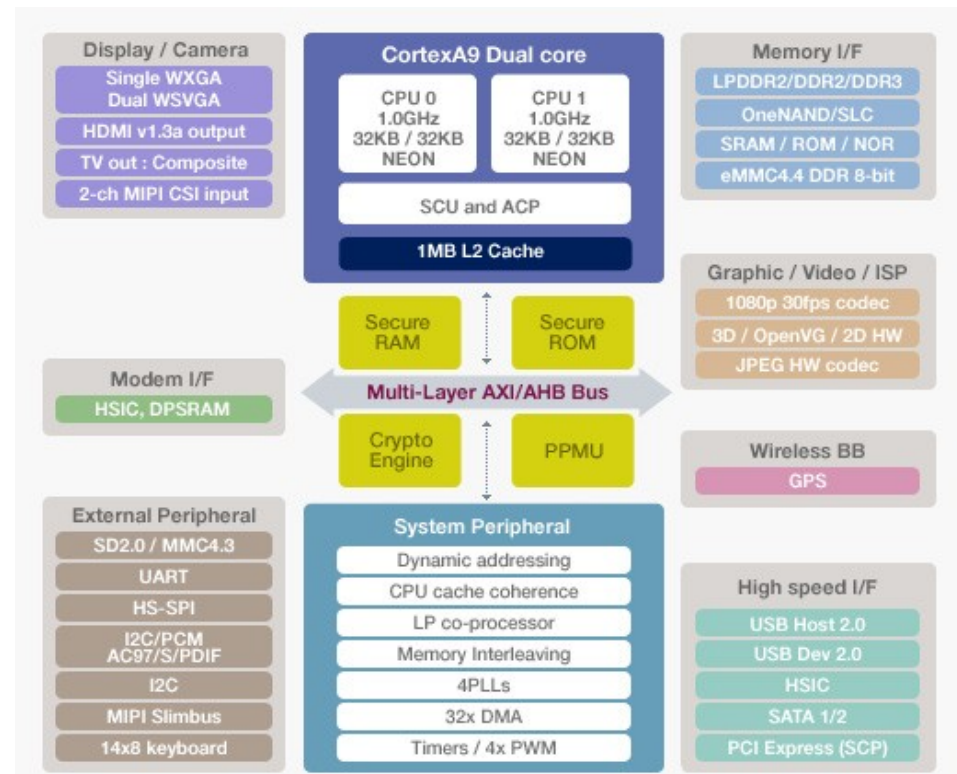 Display / Camera
Single WXGA
Dual WSVGA
HDMI v1.3a output
TV out : Composite
2-ch MIPI CSI input
CortexA9 Dual core
CPU 0
1.0GHz
32KB / 32KB
NEON
CPU 1
1.0GHz
32KB / 32KB
NEON
SCU and ACP
1MB L2 Cache
Memory I/F
LPDDR2/DDR2/DDR3
OneNAND/SLC
SRAM / ROM / NOR
eMMC4.4 DDR 8-bit
Graphic / Video / ISP
1080p 30fps codec
3D / OpenVG / 2D HW
JPEG HW codec
Secure
RAM
Secure
ROM
Modem I/F
HSIC, DPSRAM
Multi-Layer AXI/AHB Bus
Crypto
Engine
PPMU
Wireless BB
GPS
External Peripheral
SD2.0 / MMC4.3
UART
HS-SPI
I2C/PCM
AC97/S/PDIF
I2C
MIPI Slimbus
14x8 keyboard
System Peripheral
Dynamic addressing
CPU cache coherence
LP co-processor
Memory Interleaving
4PLLs
32x DMA
Timers / 4x PWM
High speed I/F
USB Host 2.0
USB Dev 2.0
HSIC
SATA 1/2
PCI Express (SCP)